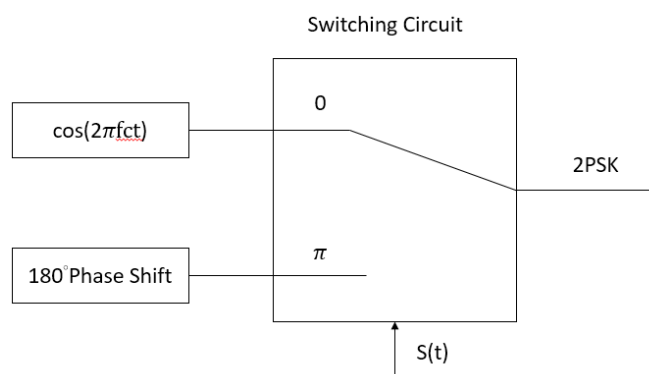 Switching Circuit
0
cos(2πfct)
2PSK
π
180°Phase Shift
S(t)